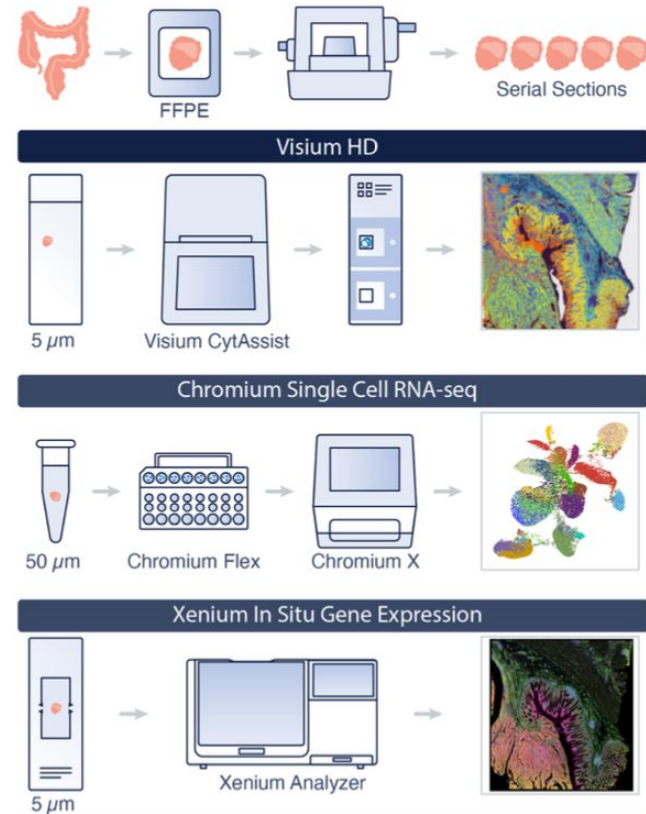 FFPE
Serial Sections
Visium HD
5 µm
Visium CytAssist
Chromium Single Cell RNA-seq
50 µm
Chromium Flex
Chromium X
Xenium In Situ Gene Expression
5 µm
Xenium Analyzer